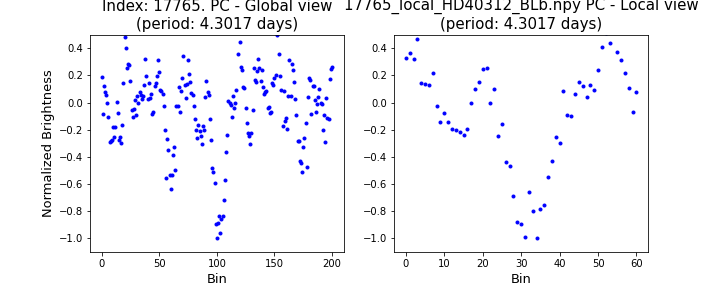 Index: 17765. PC - Global view
(period: 4.3017 days)
17765_local_HD40312_BLb.npy PC - Local view
(period: 4.3017 days)
Normalized Brightness
0.4
0.2
0.0
−0.2
−0.4
−0.6
−0.8
−1.0
0 50 100 150 200
Bin
0.4
0.2
0.0
−0.2
−0.4
−0.6
−0.8
−1.0
0 20 40 60
Bin